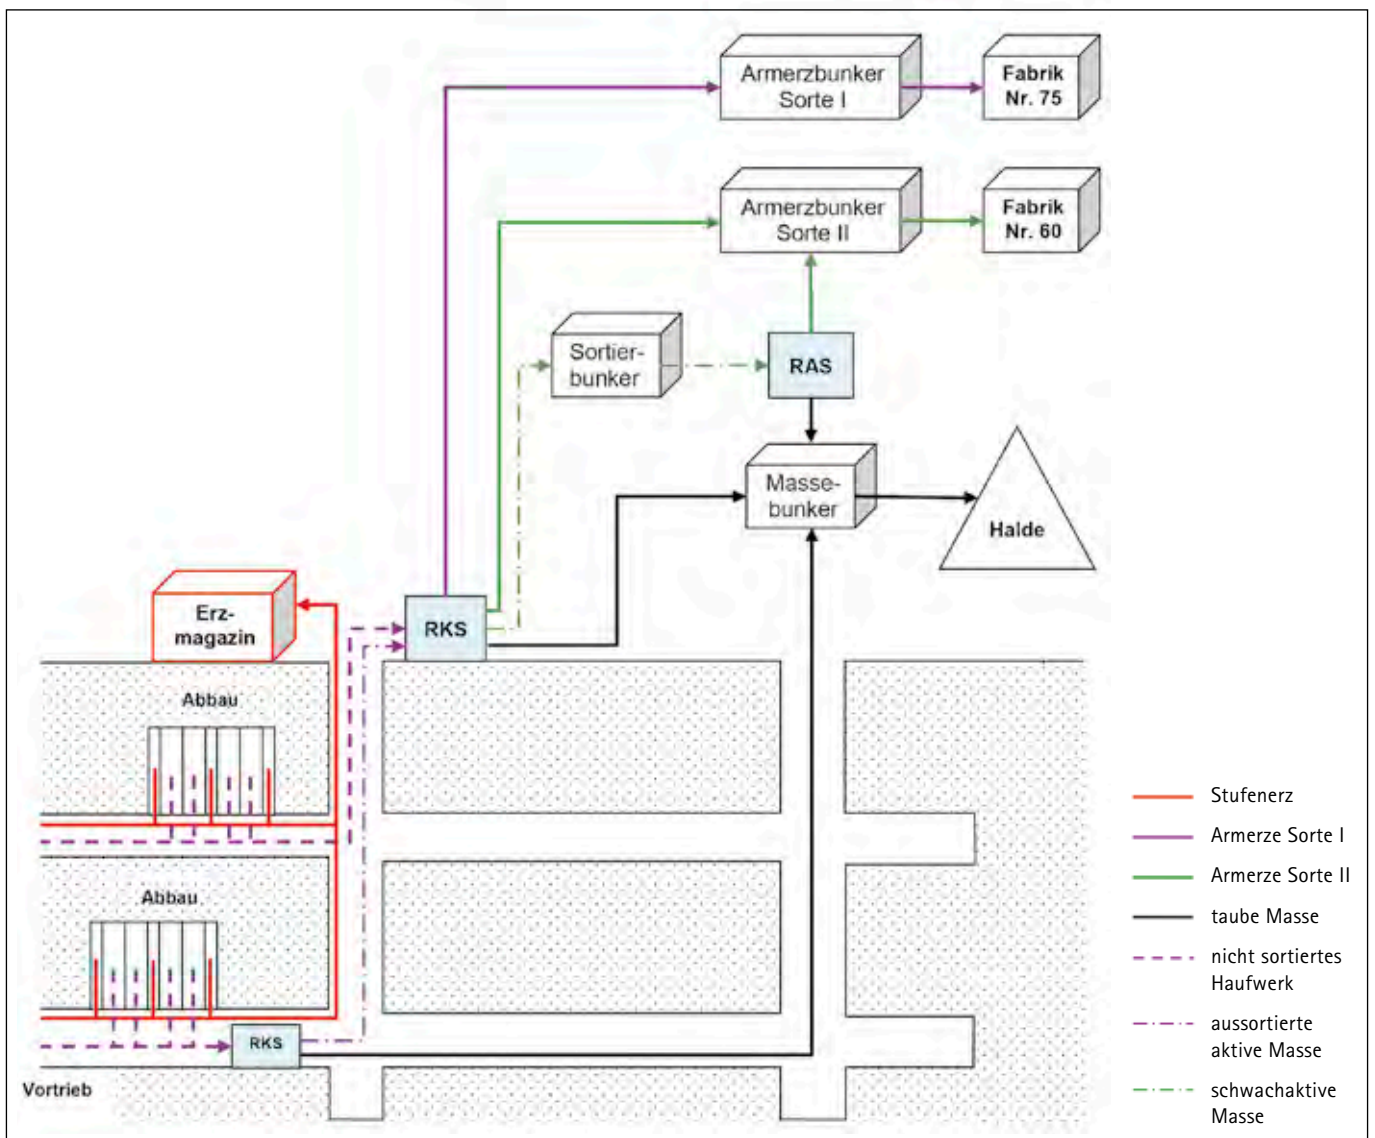 Armerzbunker
Sorte I
Fabrik
Nr. 75
Armerzbunker
Sorte II
Fabrik
Nr. 60
Sortier-
bunker
RAS
Masse-
bunker
Halde
Erz-
magazin
RKS
Abbau
Abbau
RKS
Vortrieb
Stufenerz
Armerze Sorte I
Armerze Sorte II
taube Masse
nicht sortiertes
Haufwerk
aussortierte
aktive Masse
schwachaktive
Masse